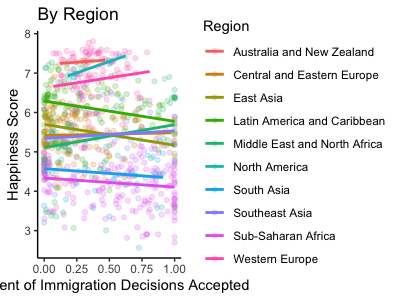 By Region
Happiness Score
8
7
6
5
4
3
0.00 0.25 0.50 0.75 1.00
ent of Immigration Decisions Accepted
Region
Australia and New Zealand
Central and Eastern Europe
East Asia
Latin America and Caribbean
Middle East and North Africa
North America
South Asia
Southeast Asia
Sub-Saharan Africa
Western Europe